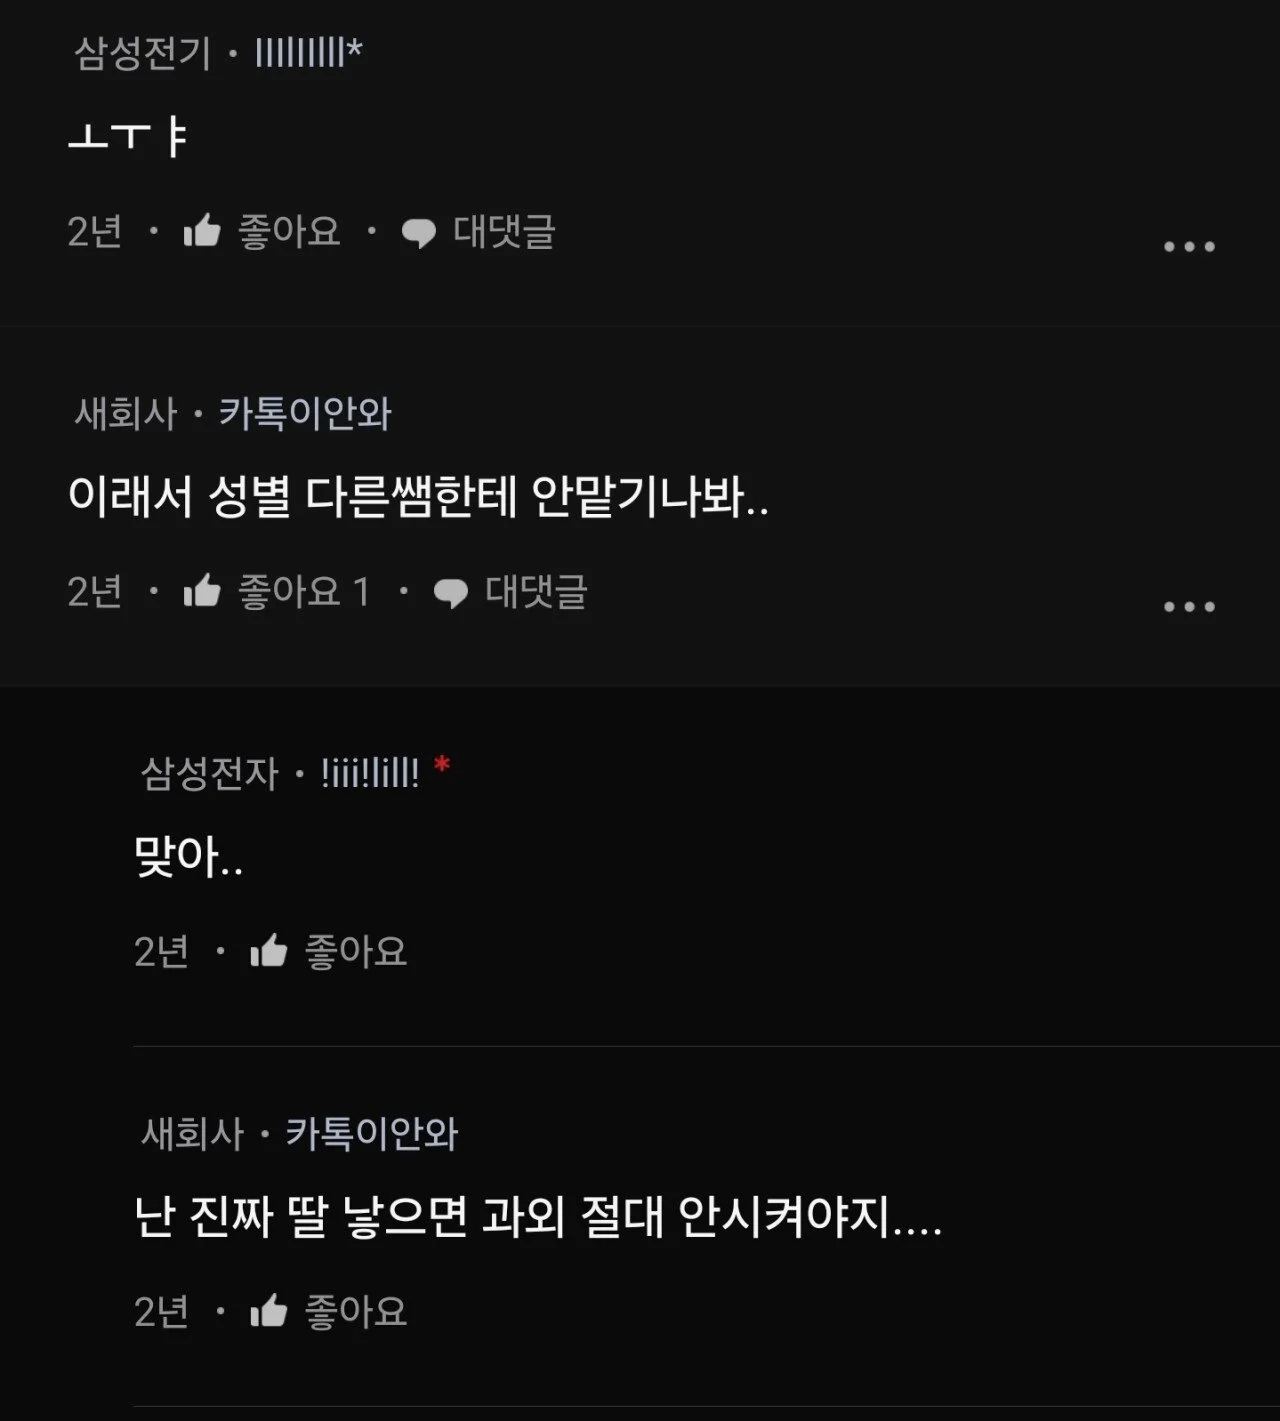 삼성전기 · lllllllll*
ㅗㅜㅑ
2년 · 좋아요 · 대댓글
새회사 · 카톡이안와
이래서 성별 다른쌤한테 안맡기나봐..
2년 · 좋아요 1 · 대댓글
삼성전자 · !iii!lill! *
맞아..
2년 · 좋아요
새회사 · 카톡이안와
난 진짜 딸 낳으면 과외 절대 안시켜야지....
2년 · 좋아요